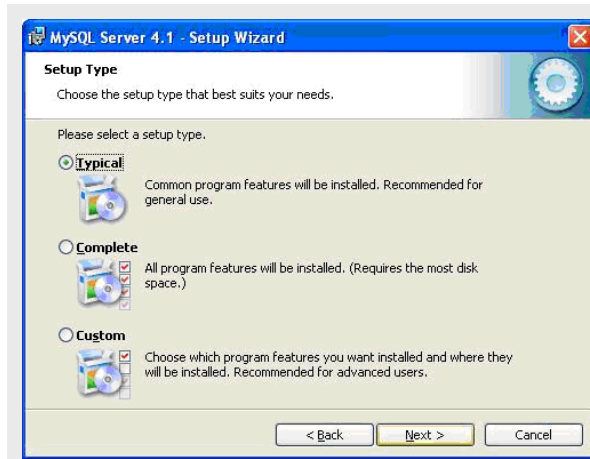 MySQL Server 4.1 - Setup Wizard
Setup Type
Choose the setup type that best suits your needs.
Please select a setup type.
Typical
Common program features will be installed. Recommended for
general use.
Complete
All program features will be installed. (Requires the most disk
space.)
Custom
Choose which program features you want installed and where they
will be installed. Recommended for advanced users.
< Back Next > Cancel